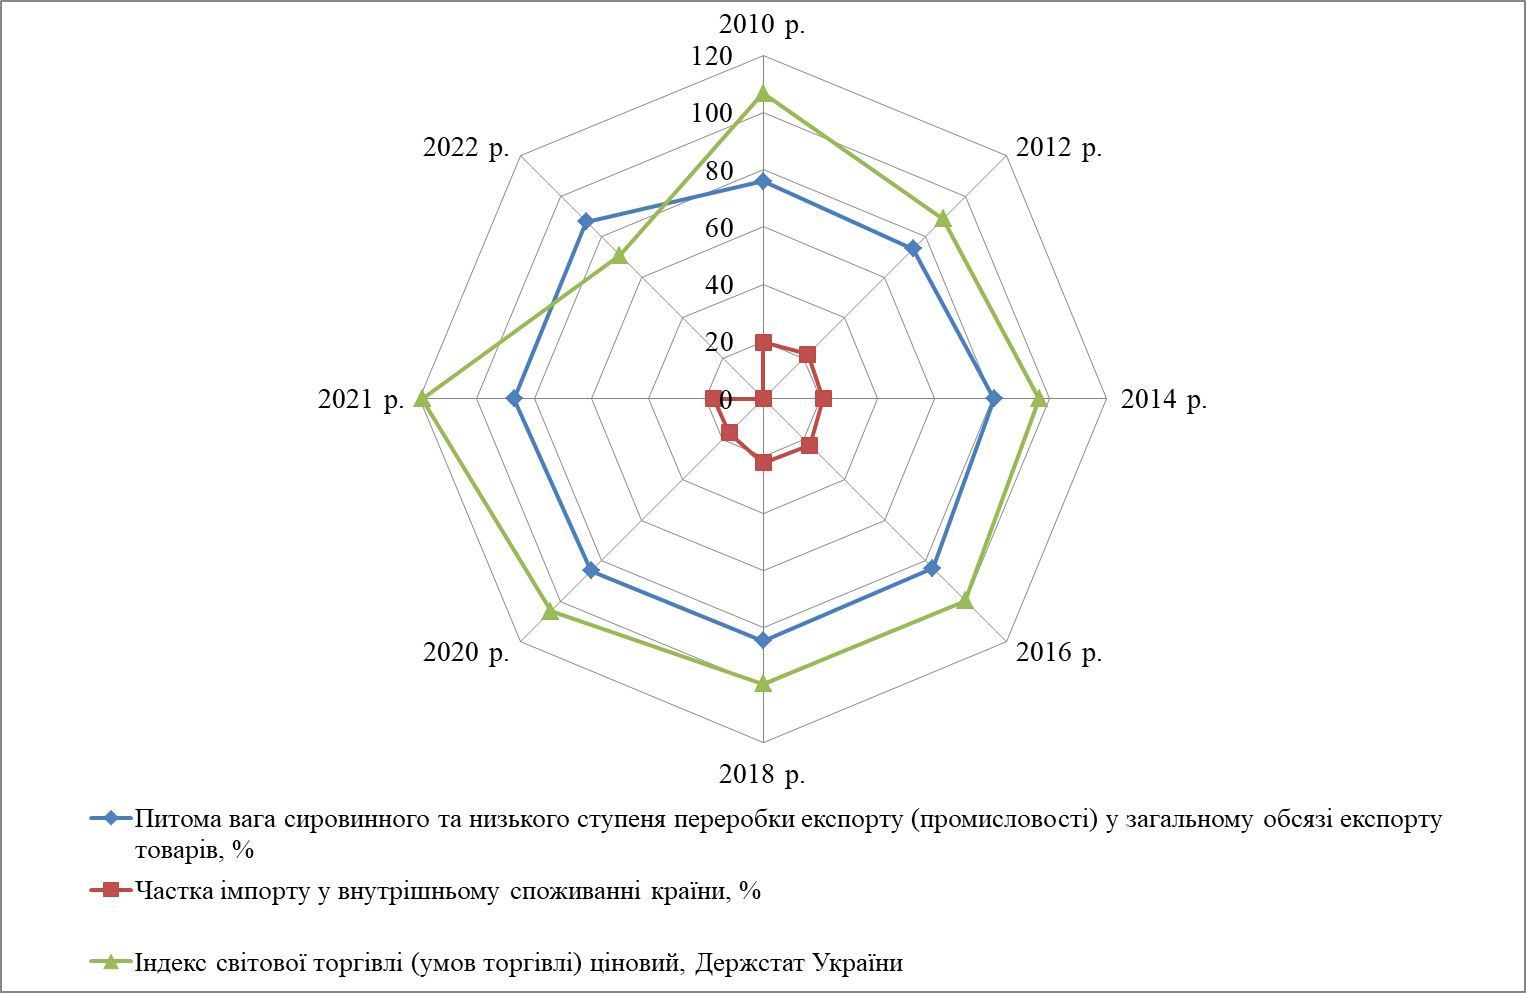 2010 р.
120
100
80
60
40
20
0
2012 р.
2014 р.
2016 р.
2018 р.
2020 р.
2021 р.
2022 р.
Питома вага сировинного та низького ступеня переробки експорту (промисловості) у загальному обсязі експорту
товарів, %
Частка імпорту у внутрішньому споживанні країни, %
Індекс світової торгівлі (умов торгівлі) ціновий, Держстат України